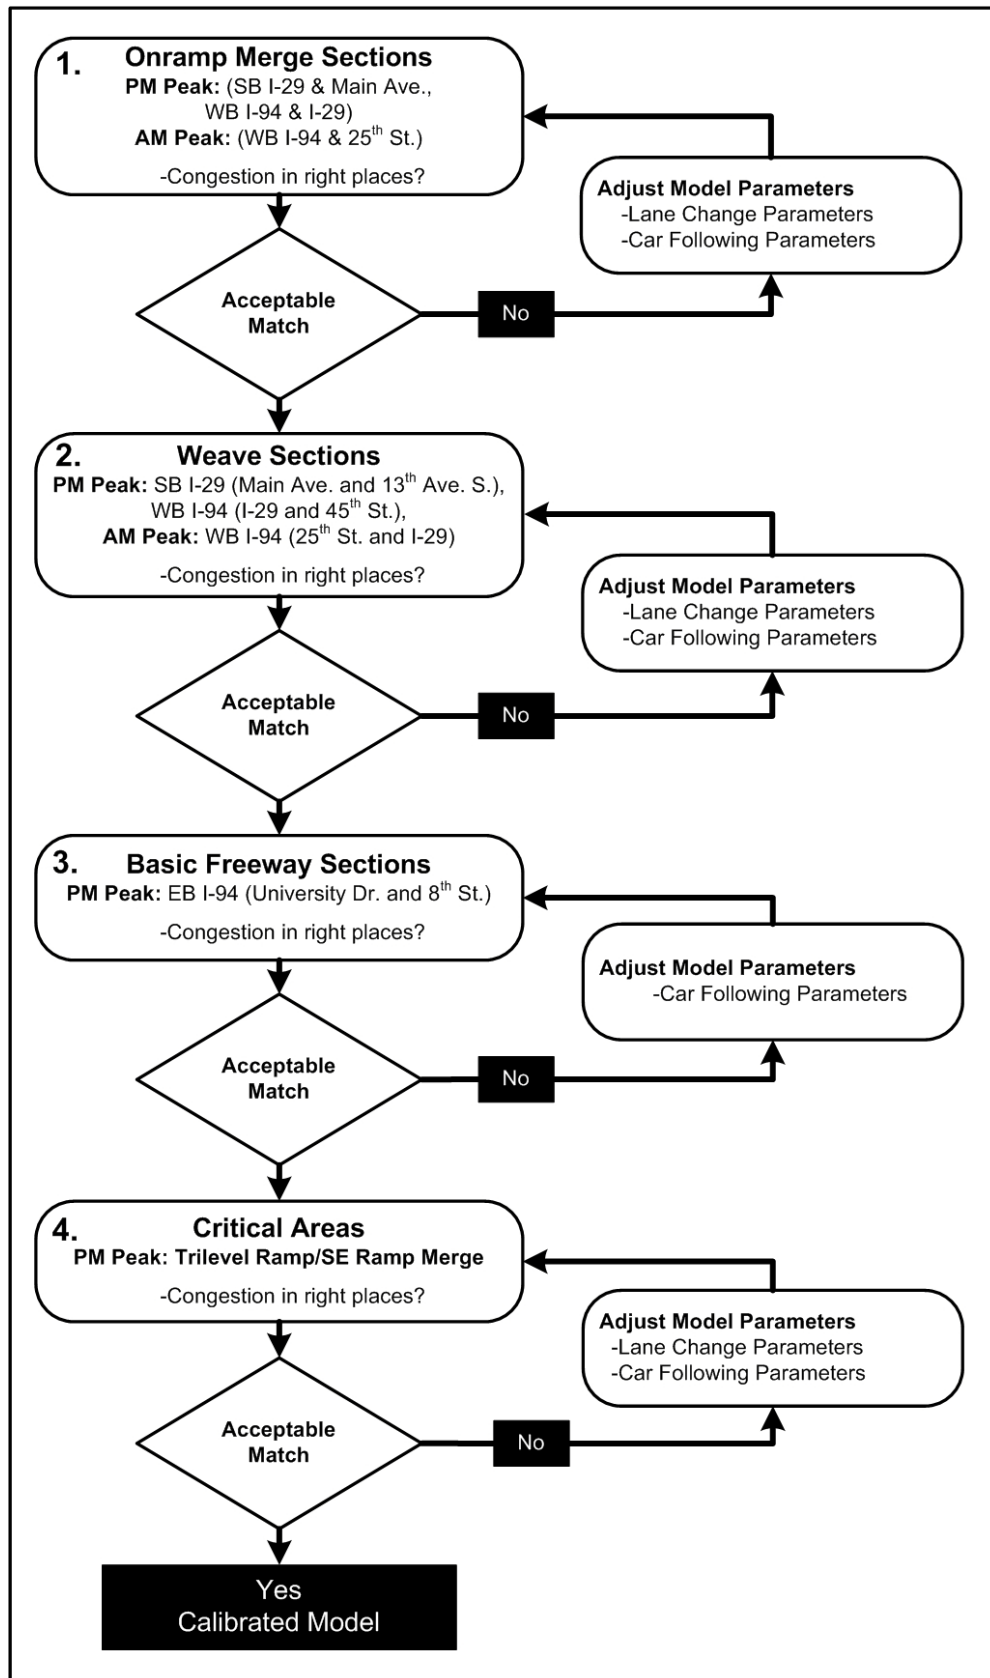 1. Onramp Merge Sections
PM Peak: (SB I-29 & Main Ave.,
WB I-94 & I-29)
AM Peak: (WB I-94 & 25th St.)
-Congestion in right places?
Adjust Model Parameters
-Lane Change Parameters
-Car Following Parameters
Acceptable
Match
No
2. Weave Sections
PM Peak: SB I-29 (Main Ave. and 13th Ave. S.),
WB I-94 (I-29 and 45th St.),
AM Peak: WB I-94 (25th St. and I-29)
-Congestion in right places?
Adjust Model Parameters
-Lane Change Parameters
-Car Following Parameters
Acceptable
Match
No
3. Basic Freeway Sections
PM Peak: EB I-94 (University Dr. and 8th St.)
-Congestion in right places?
Adjust Model Parameters
-Car Following Parameters
Acceptable
Match
No
4. Critical Areas
PM Peak: Trilevel Ramp/SE Ramp Merge
-Congestion in right places?
Adjust Model Parameters
-Lane Change Parameters
-Car Following Parameters
Acceptable
Match
No
Yes
Calibrated Model